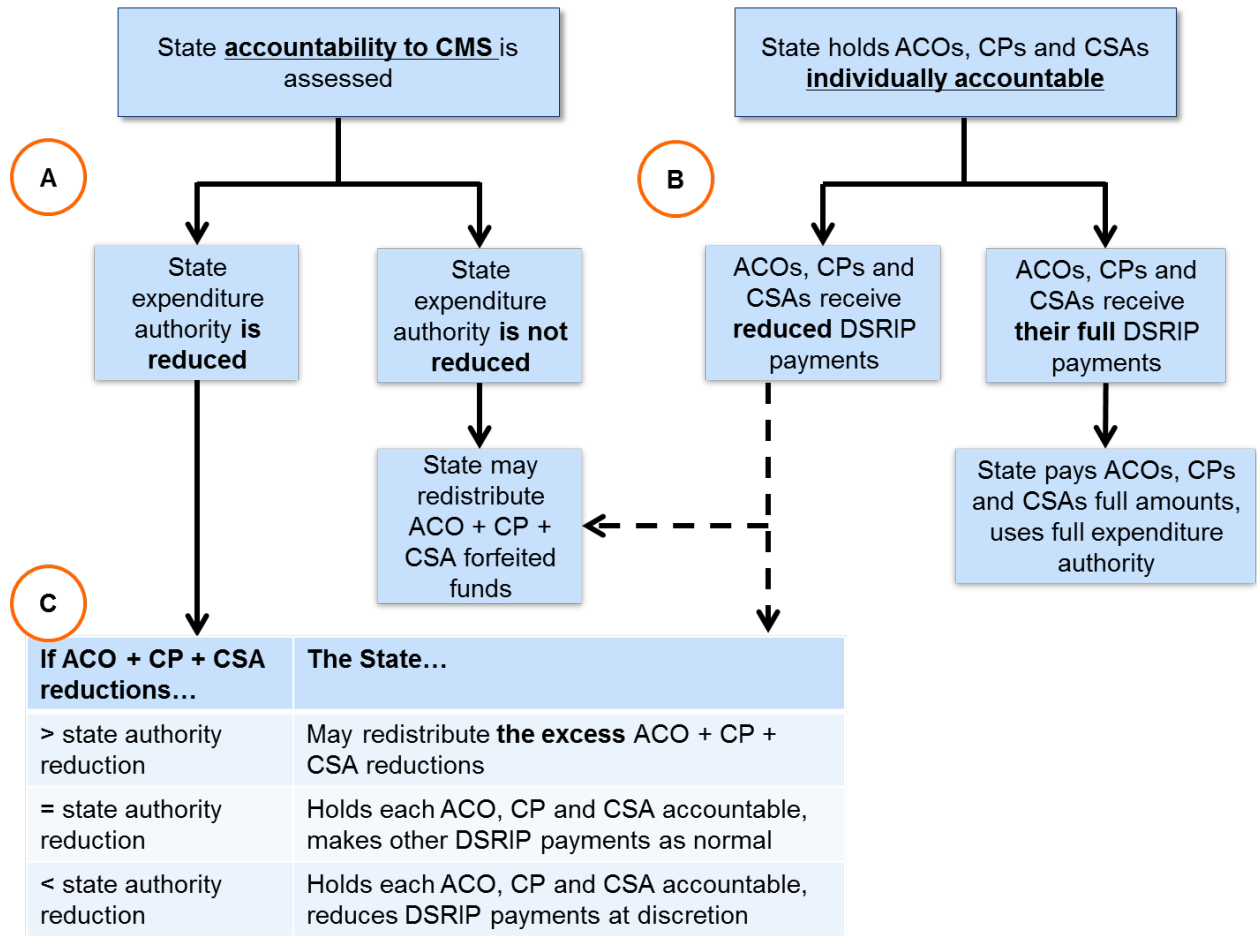 State accountability to CMS is
assessed
State holds ACOs, CPs and CSAs
individually accountable
A
B
State
expenditure
authority is
reduced
State
expenditure
authority is not
reduced
ACOs, CPs and
CSAs receive
reduced DSRIP
payments
ACOs, CPs and
CSAs receive
their full DSRIP
payments
State may
redistribute
ACO + CP +
CSA forfeited
funds
State pays ACOs, CPs
and CSAs full amounts,
uses full expenditure
authority
C
If ACO + CP + CSA
reductions…
The State…
> state authority
reduction
May redistribute the excess ACO + CP +
CSA reductions
= state authority
reduction
Holds each ACO, CP and CSA accountable,
makes other DSRIP payments as normal
< state authority
reduction
Holds each ACO, CP and CSA accountable,
reduces DSRIP payments at discretion